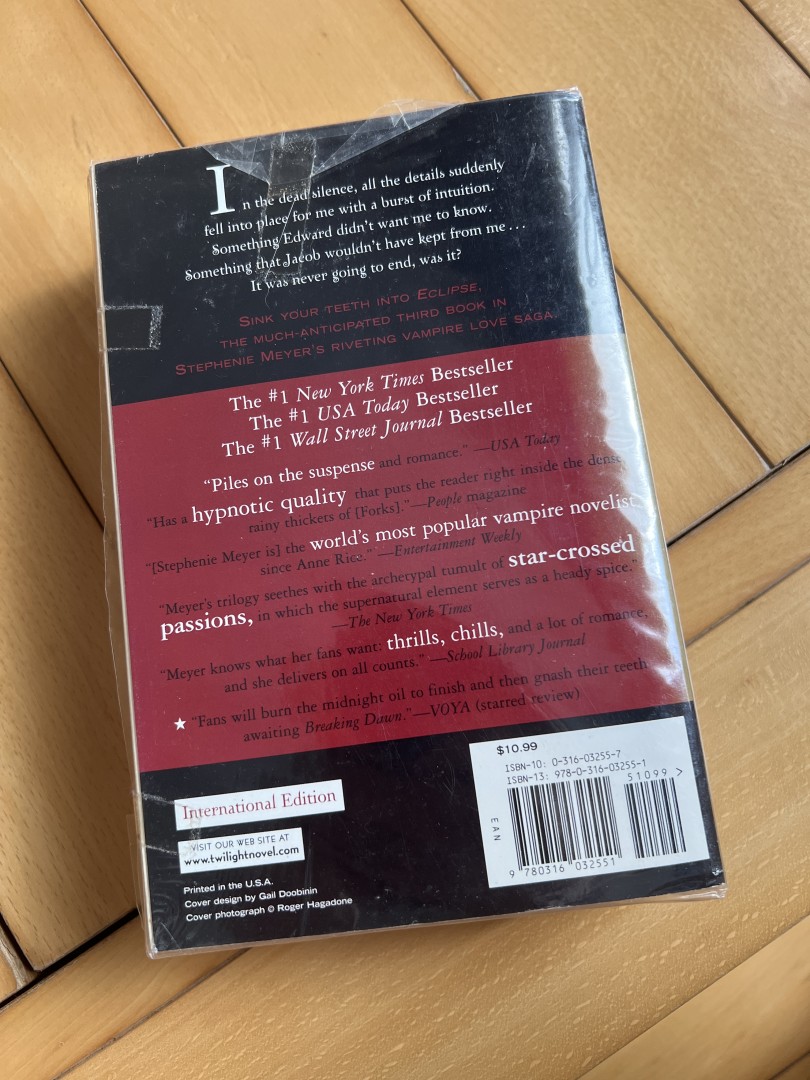 In the dead silence, all the details suddenly
fell into place for me with a burst of intuition.
Something Edward didn't want me to know.
Something that Jacob wouldn't have kept from me . . .
It was never going to end, was it?
SINK YOUR TEETH INTO ECLIPSE,
THE MUCH-ANTICIPATED THIRD BOOK IN
STEPHENIE MEYER'S RIVETING VAMPIRE LOVE SAGA.
The #1 New York Times Bestseller
The #1 USA Today Bestseller
The #1 Wall Street Journal Bestseller
"Piles on the suspense and romance." —USA Today
"Has a hypnotic quality that puts the reader right inside the dense,
rainy thickets of [Forks]."—People magazine
"[Stephenie Meyer is] the world's most popular vampire novelist
since Anne Rice." —Entertainment Weekly
"Meyer's trilogy seethes with the archetypal tumult of star-crossed
passions, in which the supernatural element serves as a heady spice."
—The New York Times
"Meyer knows what her fans want: thrills, chills, and a lot of romance,
and she delivers on all counts." —School Library Journal
★ "Fans will burn the midnight oil to finish and then gnash their teeth
awaiting Breaking Dawn."—VOYA (starred review)
$10.99
ISBN-10: 0-316-03255-7
ISBN-13: 978-0-316-03255-1
51099 >
EAN
9 780316 032551
International Edition
VISIT OUR WEB SITE AT
www.twilightnovel.com
Printed in the U.S.A.
Cover design by Gail Doobinin
Cover photograph © Roger Hagadone